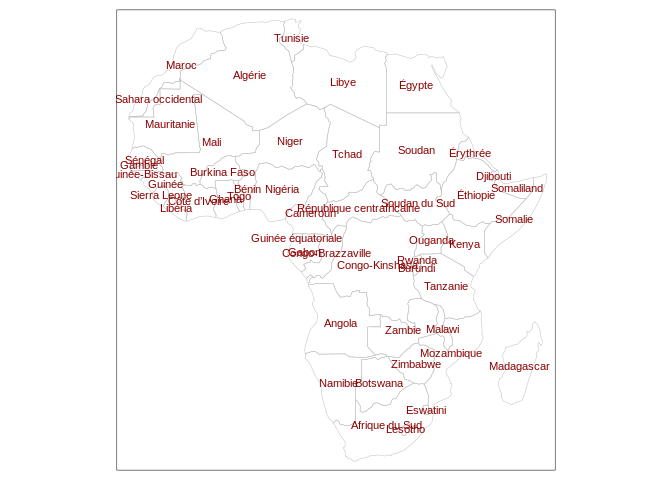 Tunisie
Maroc
Algérie
Libye
Égypte
Sahara occidental
Mauritanie
Mali
Niger
Tchad
Soudan
Érythrée
Sénégal
Gambie
uinée-Bissau
Guinée
Sierra Leone
Liberia
Côte d'Ivoire
Ghana
Togo
Burkina Faso
Bénin
Nigéria
Djibouti
Somaliland
Éthiopie
Soudan du Sud
République centrafricaine
Cameroun
Somalie
Guinée équatoriale
Gabon
Congo-Brazzaville
Ouganda
Kenya
Congo-Kinshasa
Rwanda
Burundi
Tanzanie
Angola
Zambie
Malawi
Mozambique
Zimbabwe
Madagascar
Namibie
Botswana
Eswatini
Afrique du Sud
Lesotho